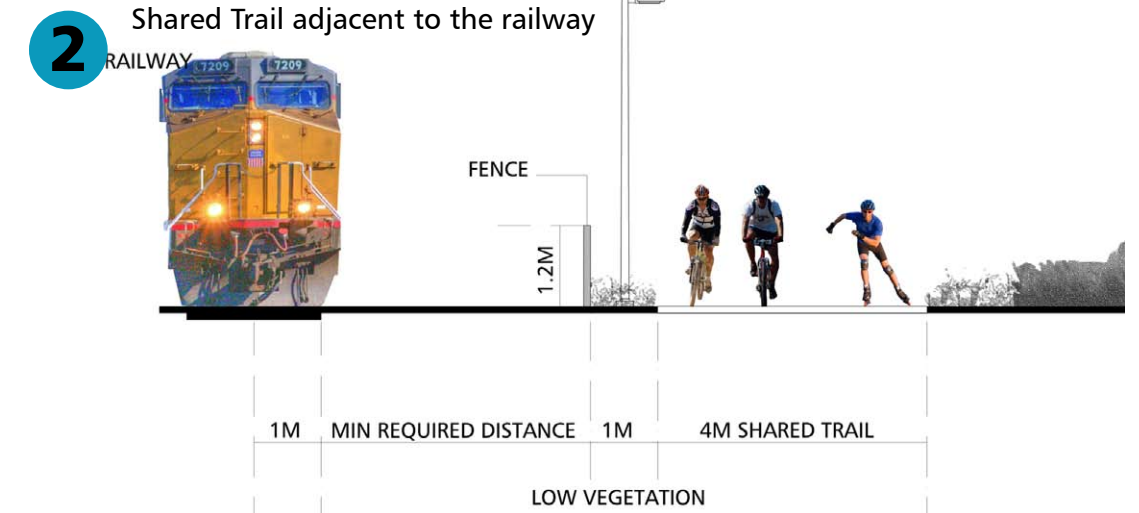 Shared Trail adjacent to the railway
2
RAILWAY
7209 7209
FENCE
1.2M
1M MIN REQUIRED DISTANCE 1M 4M SHARED TRAIL
LOW VEGETATION